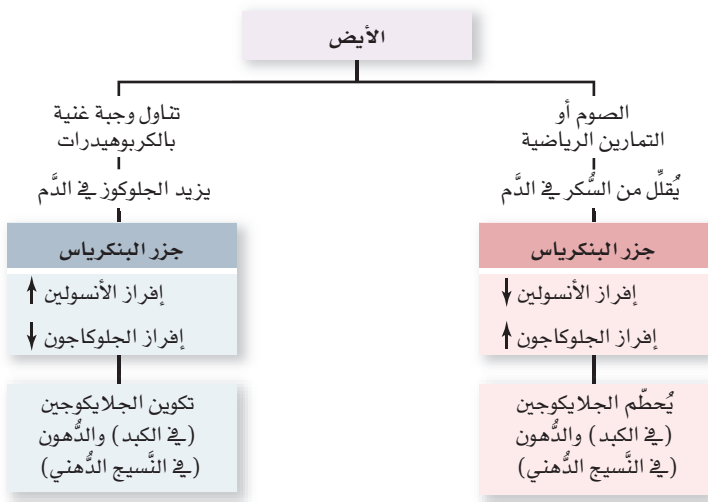 الأيض
الصوم أو
التمارين الرياضية
يُقلِّل من السُّكر في الدَّم
جزر البنكرياس
إفراز الأنسولين
إفراز الجلوكاجون
يُحطّم الجلايكوجين
(في الكبد) والدُّهون
(في النَّسيج الدُّهني)
تناول وجبة غنية
بالكربوهيدرات
يزيد الجلوكوز في الدَّم
جزر البنكرياس
إفراز الأنسولين
إفراز الجلوكاجون
تكوين الجلايكوجين
(في الكبد) والدُّهون
(في النَّسيج الدُّهني)